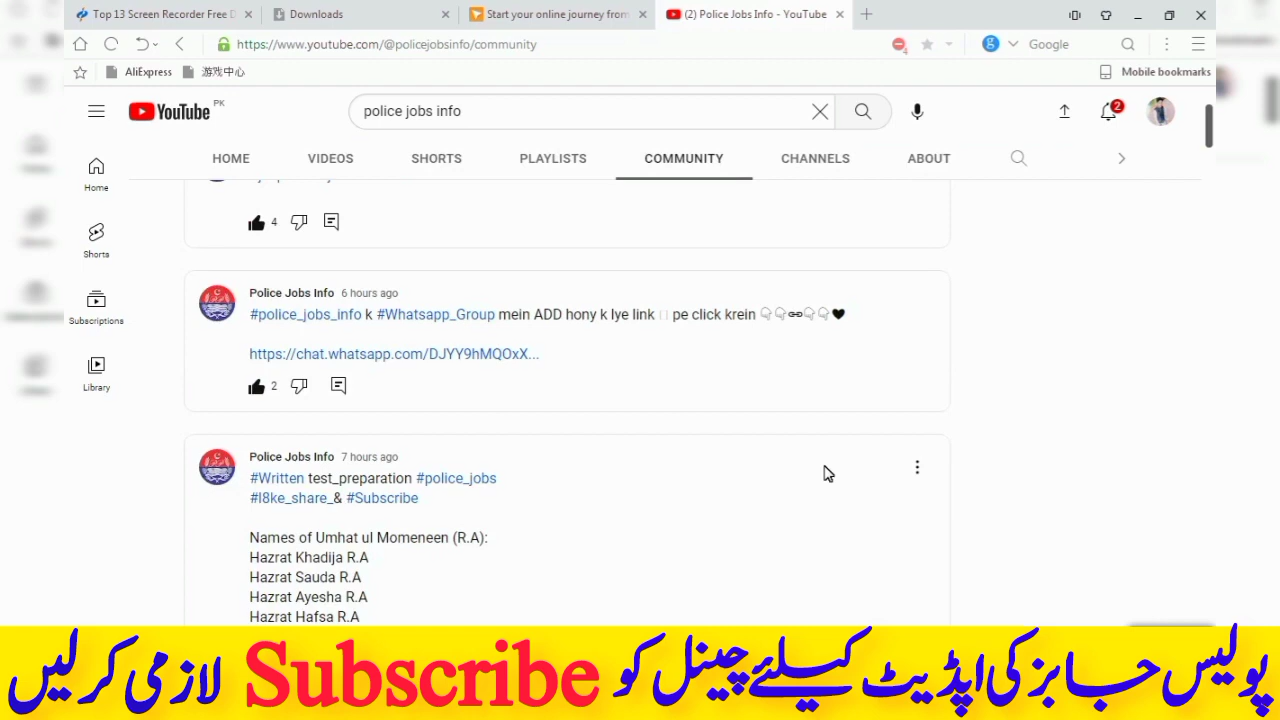 Top 13 Screen Recorder Free D
Downloads
Start your online journey from
(2) Police Jobs Info - YouTube
https://www.youtube.com/@policejobsinfo/community
4
Google
AliExpress
游戏中心
Mobile bookmarks
YouTube PK
police jobs info
2
HOME VIDEOS SHORTS PLAYLISTS COMMUNITY CHANNELS ABOUT
Home
Shorts
Subscriptions
Library
4
Police Jobs Info 6 hours ago
#police_jobs_info k #Whatsapp_Group mein ADD hony k lye link pe click krein 👇👇🔗👇👇🖤
https://chat.whatsapp.com/DJYY9hMQOxX...
2
Police Jobs Info 7 hours ago
#Written test_preparation #police_jobs
#l8ke_share_& #Subscribe
Names of Umhat ul Momeneen (R.A):
Hazrat Khadija R.A
Hazrat Sauda R.A
Hazrat Ayesha R.A
Hazrat Hafsa R.A
پولیس جابز کی اپڈیٹ کیلئے چینل کو Subscribe لازمی کر لیں